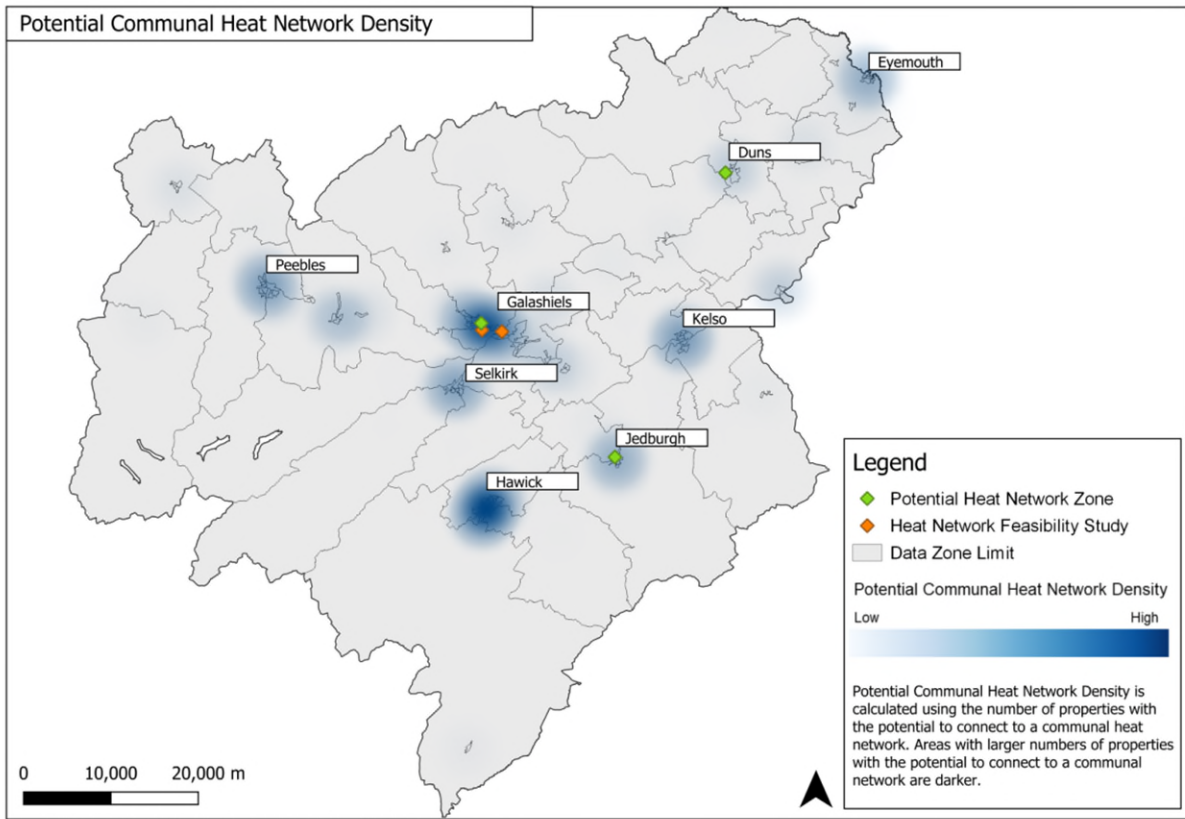 Potential Communal Heat Network Density
Eyemouth
Duns
Peebles
Galashiels
Kelso
Selkirk
Jedburgh
Hawick
Legend
Potential Heat Network Zone
Heat Network Feasibility Study
Data Zone Limit
Potential Communal Heat Network Density
Low High
Potential Communal Heat Network Density is
calculated using the number of properties with
the potential to connect to a communal heat
network. Areas with larger numbers of properties
with the potential to connect to a communal
network are darker.
0 10,000 20,000 m